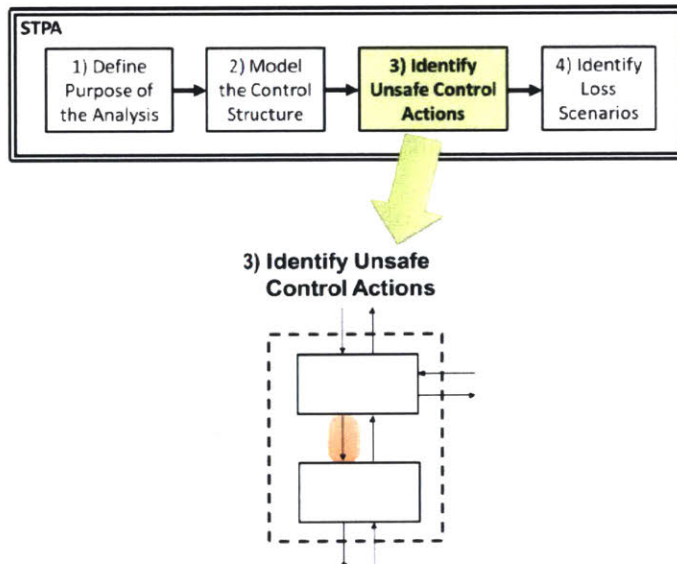 STPA
1) Define
Purpose of
the Analysis
2) Model
the Control
Structure
3) Identify
Unsafe Control
Actions
4) Identify
Loss
Scenarios
3) Identify Unsafe
Control Actions